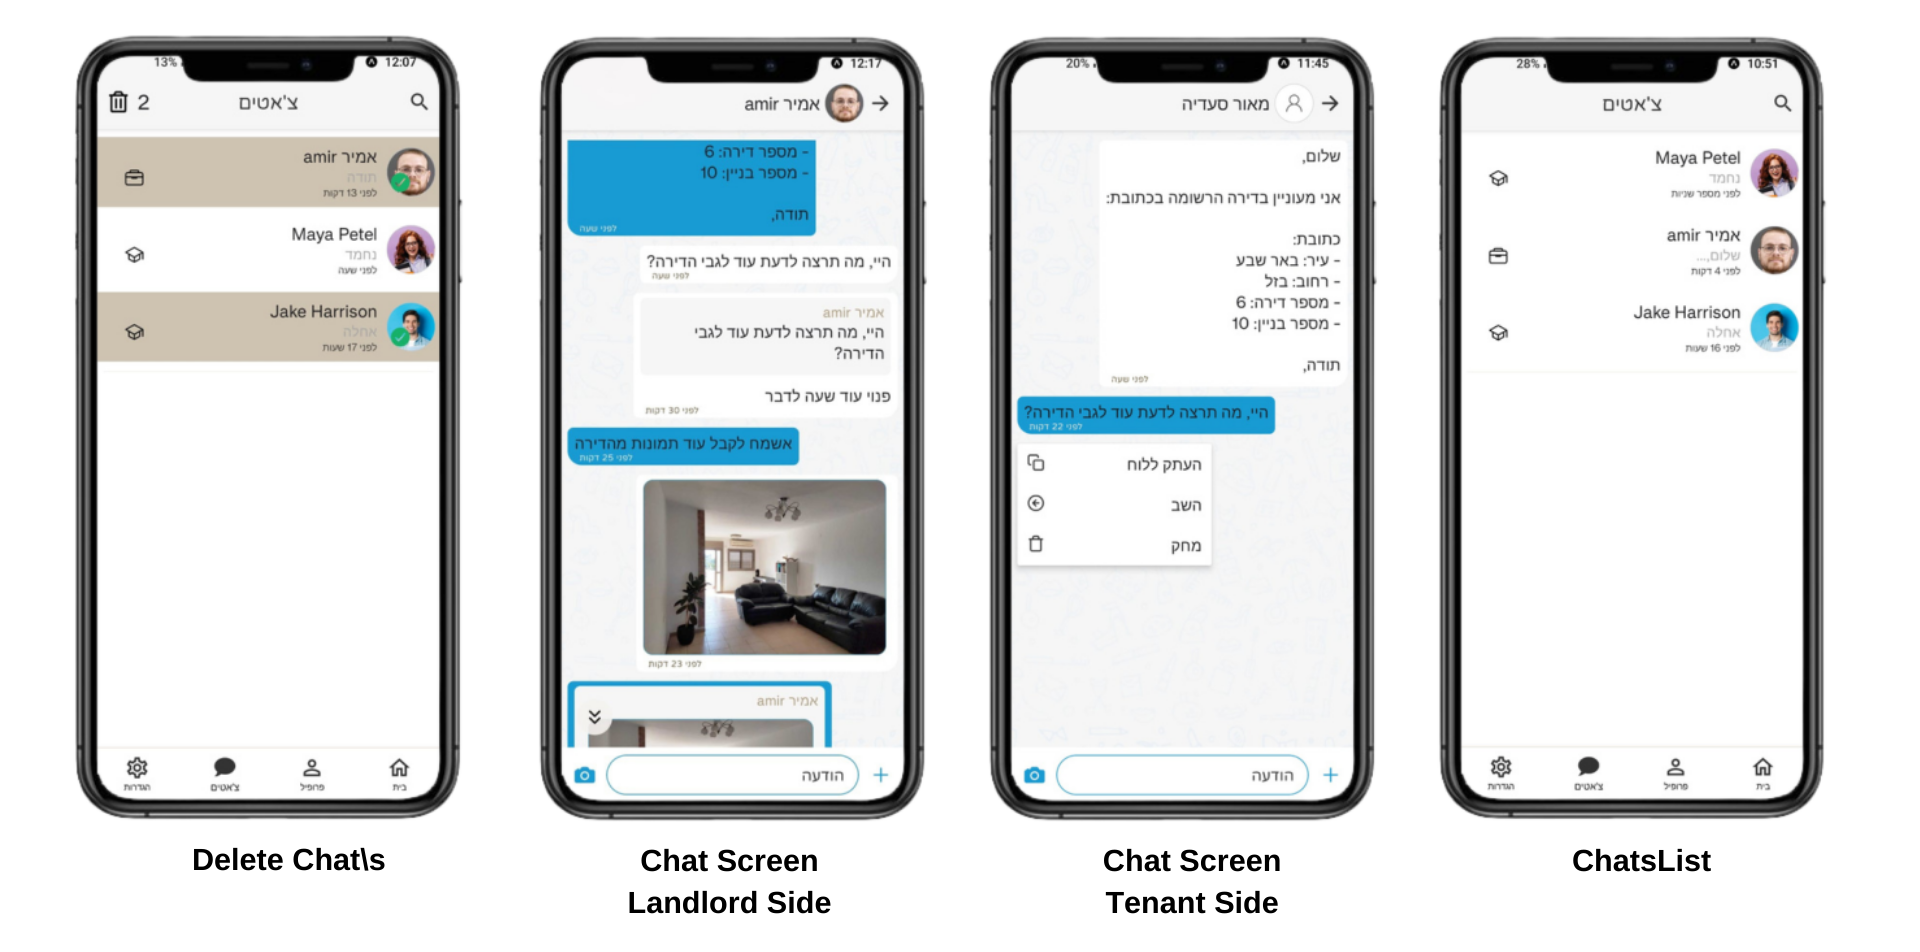 13%
12:07
2
צ'אטים
אמיר amir
תודה
לפני 13 דקות
Maya Petel
נחמד
לפני שעה
Jake Harrison
אחלה
לפני 17 שעות
בית
פרופיל
צ'אטים
הגדרות
Delete Chat\s
12:17
אמיר amir
- מספר דירה: 6
- מספר בניין: 10
תודה,
לפני שעה
היי, מה תרצה לדעת עוד לגבי הדירה?
לפני שעה
אמיר amir
היי, מה תרצה לדעת עוד לגבי
הדירה?
פנוי עוד שעה לדבר
לפני 30 דקות
אשמח לקבל עוד תמונות מהדירה
לפני 25 דקות
לפני 23 דקות
אמיר amir
הודעה
Chat Screen
Landlord Side
20%
11:45
מאור סעדיה
שלום,
אני מעוניין בדירה הרשומה בכתובת:
כתובת:
- עיר: באר שבע
- רחוב: בזל
- מספר דירה: 6
- מספר בניין: 10
תודה,
לפני שעה
היי, מה תרצה לדעת עוד לגבי הדירה?
לפני 22 דקות
העתק ללוח
השב
מחק
הודעה
Chat Screen
Tenant Side
28%
10:51
צ'אטים
Maya Petel
נחמד
לפני מספר שניות
אמיר amir
שלום,...
לפני 4 דקות
Jake Harrison
אחלה
לפני 16 שעות
בית
פרופיל
צ'אטים
הגדרות
ChatsList